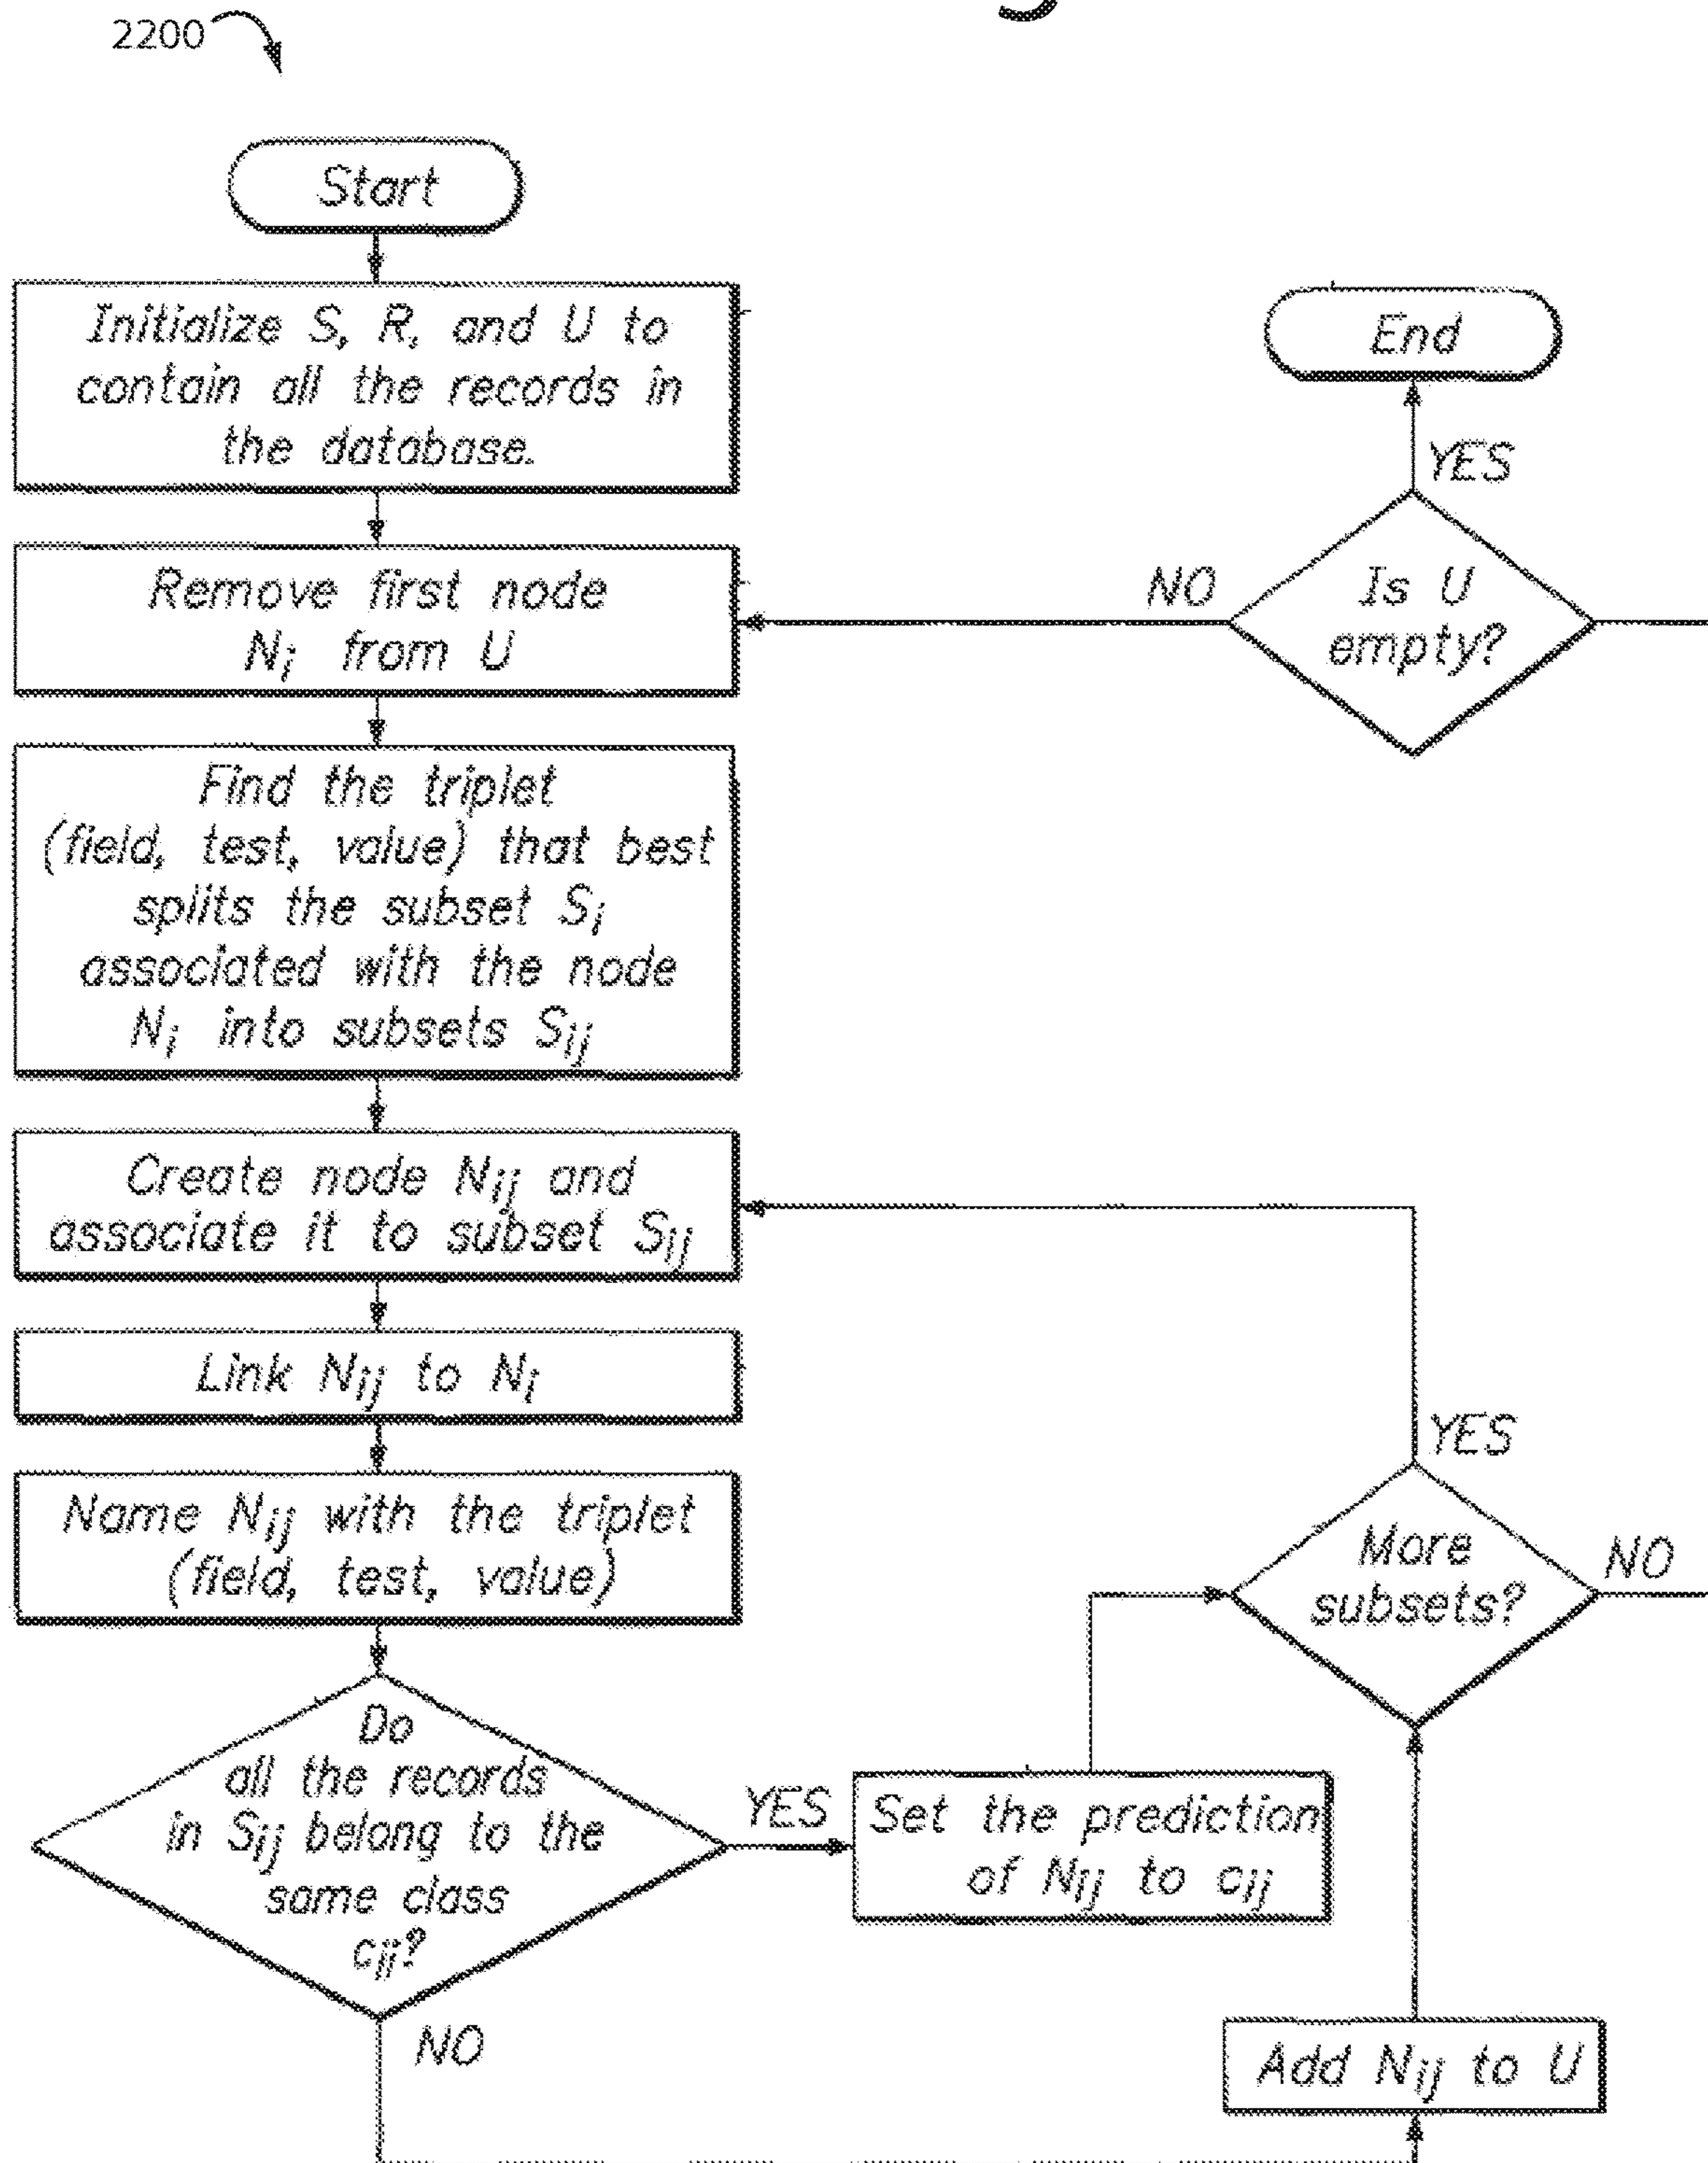 2200
Start
Initialize S, R, and U to
contain all the records in
the database.
Remove first node
Ni from U
Find the triplet
(field, test, value) that best
splits the subset Si
associated with the node
Ni into subsets Sij
Create node Nij and
associate it to subset Sij
Link Nij to Ni
Name Nij with the triplet
(field, test, value)
Do
all the records
in Sij belong to the
same class
cij?
YES
NO
Set the prediction
of Nij to cij
Add Nij to U
More
subsets?
YES
NO
Is U
empty?
NO
YES
End